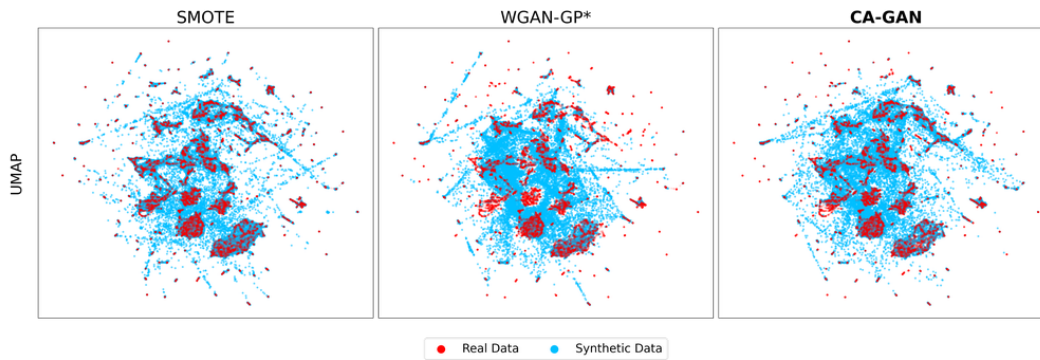 SMOTE
WGAN-GP*
CA-GAN
UMAP
Real Data
Synthetic Data